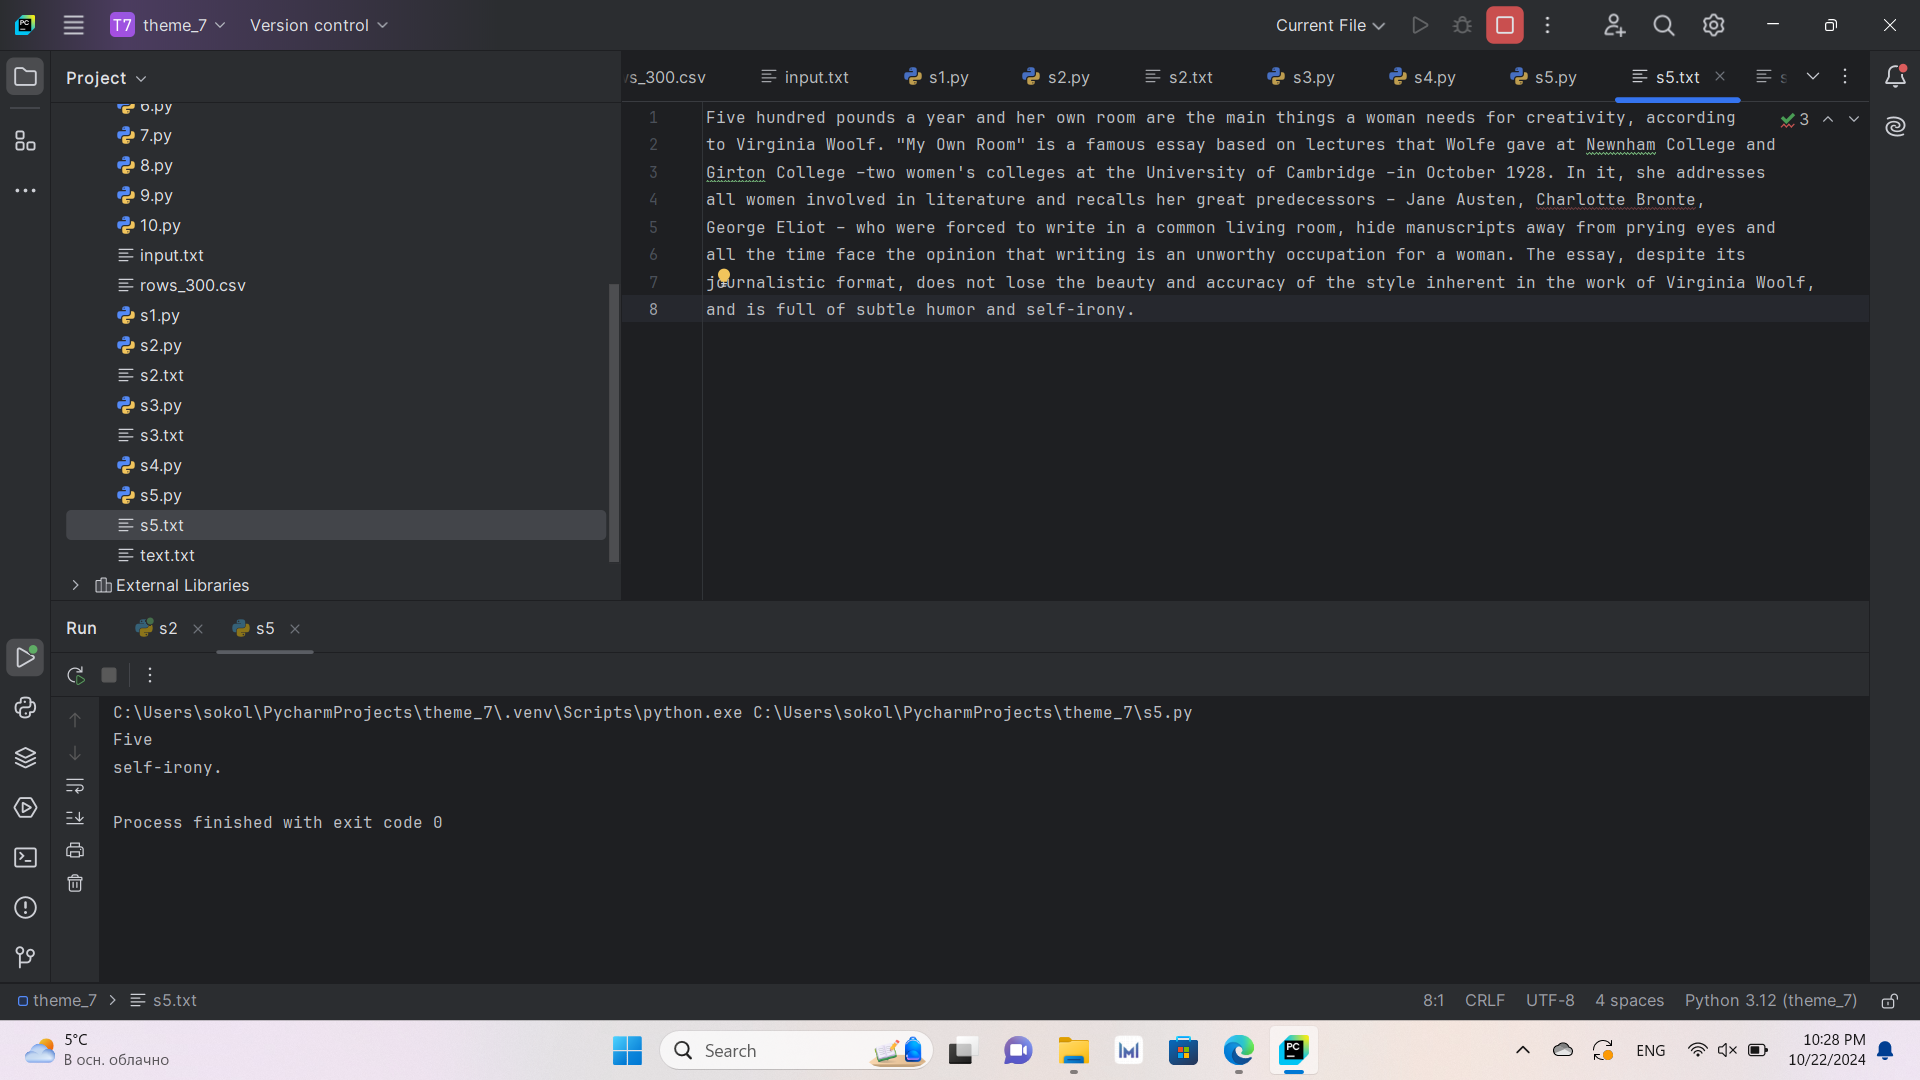 T7 theme_7 Version control Current File
Project
s_300.csv input.txt s1.py s2.py s2.txt s3.py s4.py s5.py s5.txt
6.py
7.py
8.py
9.py
10.py
input.txt
rows_300.csv
s1.py
s2.py
s2.txt
s3.py
s3.txt
s4.py
s5.py
s5.txt
text.txt
External Libraries
3
1 Five hundred pounds a year and her own room are the main things a woman needs for creativity, according
2 to Virginia Woolf. "My Own Room" is a famous essay based on lectures that Wolfe gave at Newnham College and
3 Girton College –two women's colleges at the University of Cambridge –in October 1928. In it, she addresses
4 all women involved in literature and recalls her great predecessors – Jane Austen, Charlotte Bronte,
5 George Eliot – who were forced to write in a common living room, hide manuscripts away from prying eyes and
6 all the time face the opinion that writing is an unworthy occupation for a woman. The essay, despite its
7 journalistic format, does not lose the beauty and accuracy of the style inherent in the work of Virginia Woolf,
8 and is full of subtle humor and self-irony.
Run s2 s5
C:\Users\sokol\PycharmProjects\theme_7\.venv\Scripts\python.exe C:\Users\sokol\PycharmProjects\theme_7\s5.py
Five
self-irony.
Process finished with exit code 0
theme_7 > s5.txt 8:1 CRLF UTF-8 4 spaces Python 3.12 (theme_7)
5°C
В осн. облачно
Search
PC
ENG
10:28 PM
10/22/2024